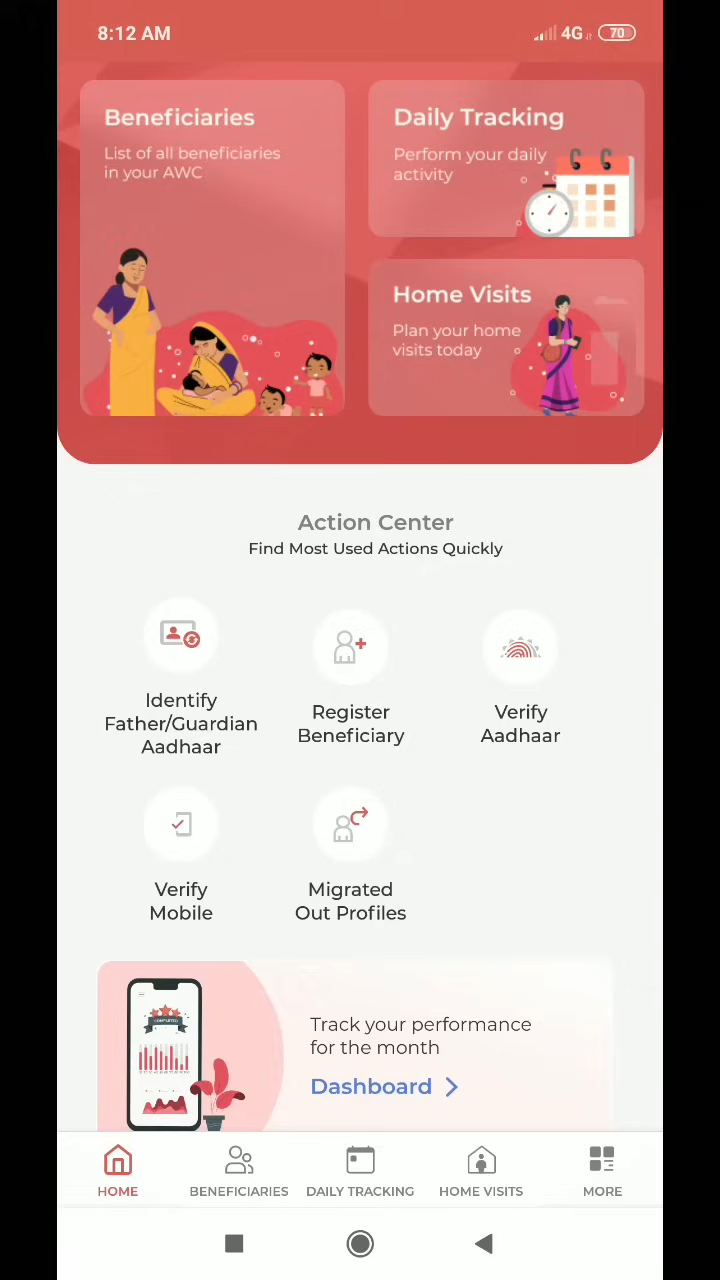 8:12 AM
4G
70
Beneficiaries
List of all beneficiaries
in your AWC
Daily Tracking
Perform your daily
activity
Home Visits
Plan your home
visits today
Action Center
Find Most Used Actions Quickly
Identify
Father/Guardian
Aadhaar
Register
Beneficiary
Verify
Aadhaar
Verify
Mobile
Migrated
Out Profiles
COMPLETED
Track your performance
for the month
Dashboard
HOME
BENEFICIARIES
DAILY TRACKING
HOME VISITS
MORE